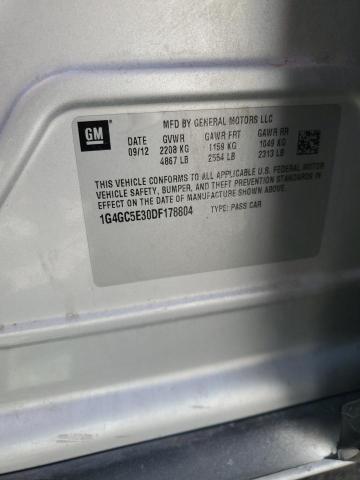 GM
MFD BY GENERAL MOTORS LLC
DATE GVWR GAWR FRT GAWR RR
09/12 2208 KG 1159 KG 1049 KG
4867 LB 2554 LB 2313 LB
THIS VEHICLE CONFORMS TO ALL APPLICABLE U.S. FEDERAL MOTOR
VEHICLE SAFETY, BUMPER, AND THEFT PREVENTION STANDARDS IN
EFFECT ON THE DATE OF MANUFACTURE SHOWN ABOVE.
1G4GC5E30DF178804 TYPE: PASS CAR